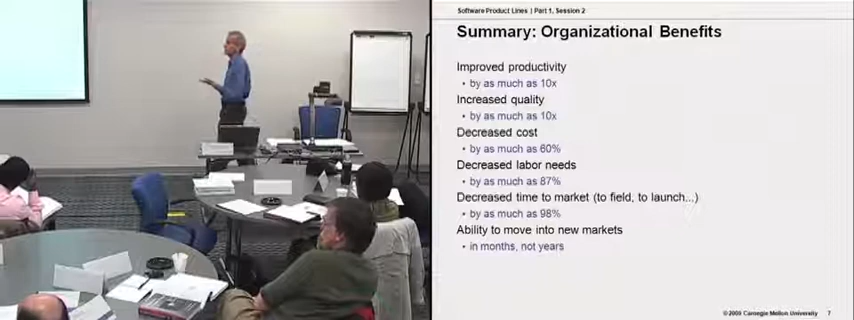 Software Product Lines | Part 1, Session 2
Summary: Organizational Benefits
Improved productivity
• by as much as 10x
Increased quality
• by as much as 10x
Decreased cost
• by as much as 60%
Decreased labor needs
• by as much as 87%
Decreased time to market (to field, to launch...)
• by as much as 98%
Ability to move into new markets
• in months, not years
© 2009 Carnegie Mellon University 7